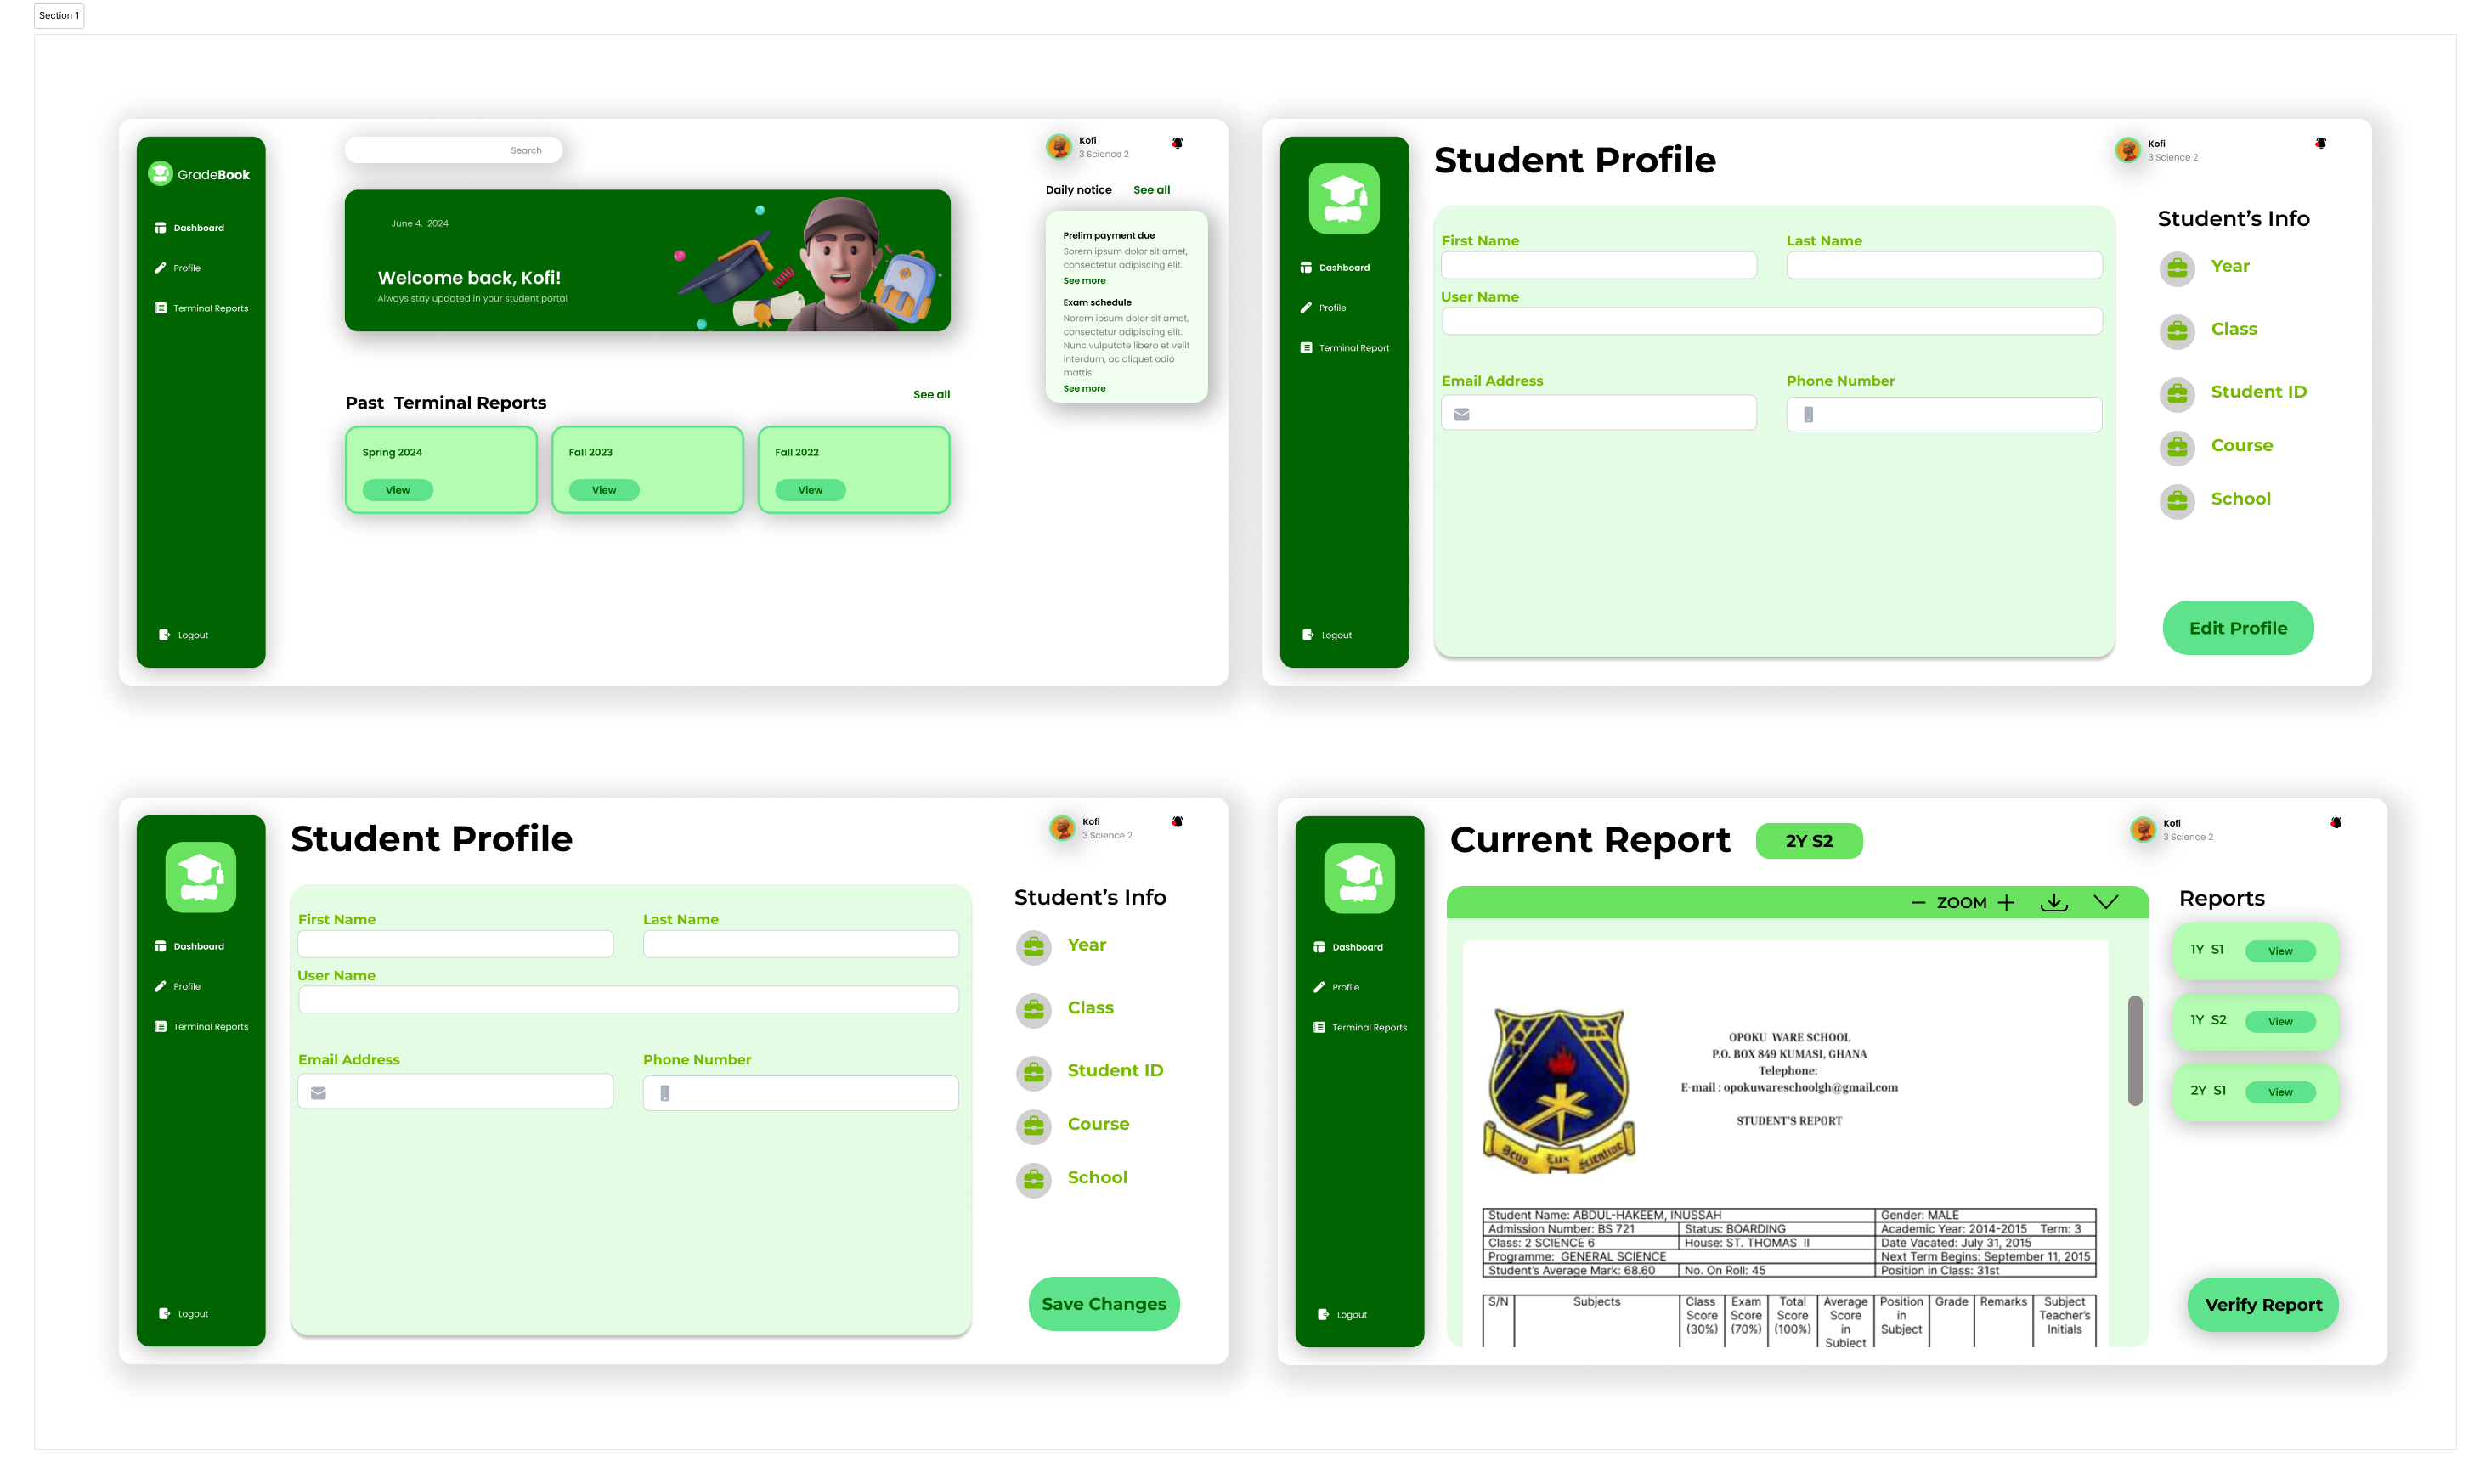 Section 1
GradeBook
Dashboard
Profile
Terminal Reports
Logout
Search
June 4, 2024
Welcome back, Kofi!
Always stay updated in your student portal
Past Terminal Reports
See all
Spring 2024
View
Fall 2023
View
Fall 2022
View
Kofi
3 Science 2
Daily notice
See all
Prelim payment due
Sorem ipsum dolor sit amet,
consectetur adipiscing elit.
See more
Exam schedule
Norem ipsum dolor sit amet,
consectetur adipiscing elit.
Nunc vulputate libero et velit
interdum, ac aliquet odio
mattis.
See more
Dashboard
Profile
Terminal Report
Logout
Student Profile
Kofi
3 Science 2
First Name
Last Name
User Name
Email Address
Phone Number
Student’s Info
Year
Class
Student ID
Course
School
Edit Profile
Dashboard
Profile
Terminal Reports
Logout
Student Profile
Kofi
3 Science 2
First Name
Last Name
User Name
Email Address
Phone Number
Student’s Info
Year
Class
Student ID
Course
School
Save Changes
Dashboard
Profile
Terminal Reports
Logout
Current Report
2Y S2
Kofi
3 Science 2
ZOOM
Deus Lux Scientiae
OPOKU WARE SCHOOL
P.O. BOX 849 KUMASI, GHANA
Telephone:
E-mail : opokuwareschoolgh@gmail.com
STUDENT'S REPORT
Student Name: ABDUL-HAKEEM, INUSSAH Gender: MALE
Admission Number: BS 721 Status: BOARDING Academic Year: 2014-2015 Term: 3
Class: 2 SCIENCE 6 House: ST. THOMAS II Date Vacated: July 31, 2015
Programme: GENERAL SCIENCE Next Term Begins: September 11, 2015
Student's Average Mark: 68.60 No. On Roll: 45 Position in Class: 31st
S/N Subjects Class Exam Total Average Position Grade Remarks Subject
Score Score Score Score in Teacher's
(30%) (70%) (100%) in Subject Initials
Subject
Reports
1Y S1
View
1Y S2
View
2Y S1
View
Verify Report